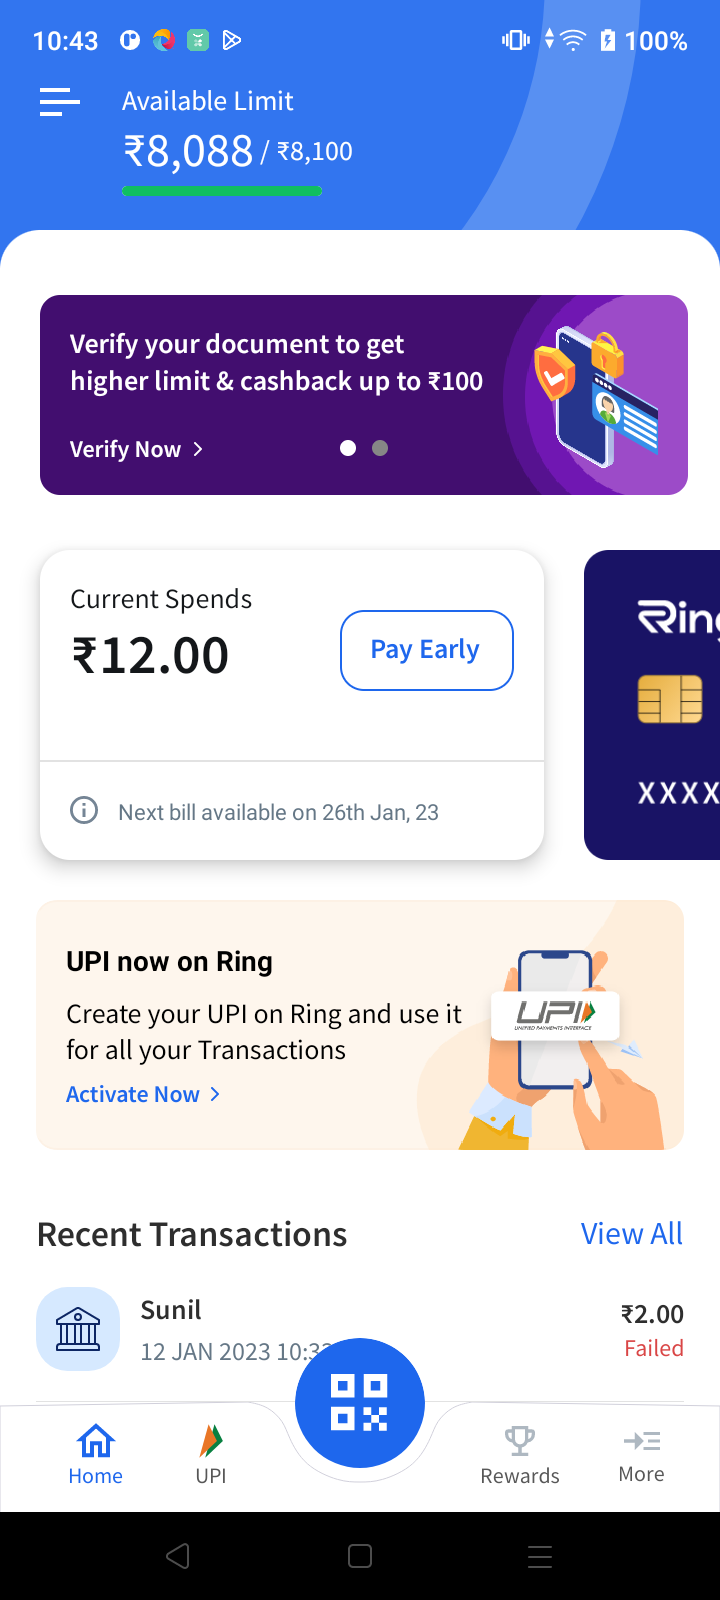 10:43
100%
Available Limit
₹8,088 / ₹8,100
Verify your document to get
higher limit & cashback up to ₹100
Verify Now
Current Spends
₹12.00
Pay Early
Next bill available on 26th Jan, 23
Ring
XXXX
UPI now on Ring
Create your UPI on Ring and use it
for all your Transactions
Activate Now
UPI
UNIFIED PAYMENTS INTERFACE
Recent Transactions
View All
Sunil
₹2.00
12 JAN 2023 10:33
Failed
Home
UPI
Rewards
More